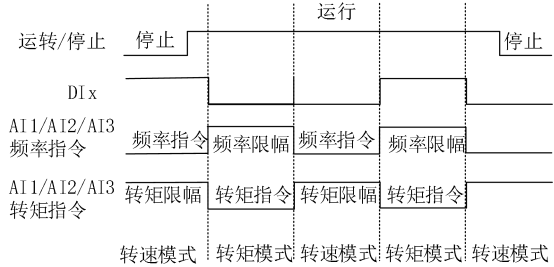 运行
运转/停止
停止
停止
DIx
AI1/AI2/AI3
频率指令
频率指令
频率限幅
频率指令
频率限幅
AI1/AI2/AI3
转矩指令
转矩限幅
转矩指令
转矩限幅
转矩指令
转速模式
转矩模式
转速模式
转矩模式
转速模式